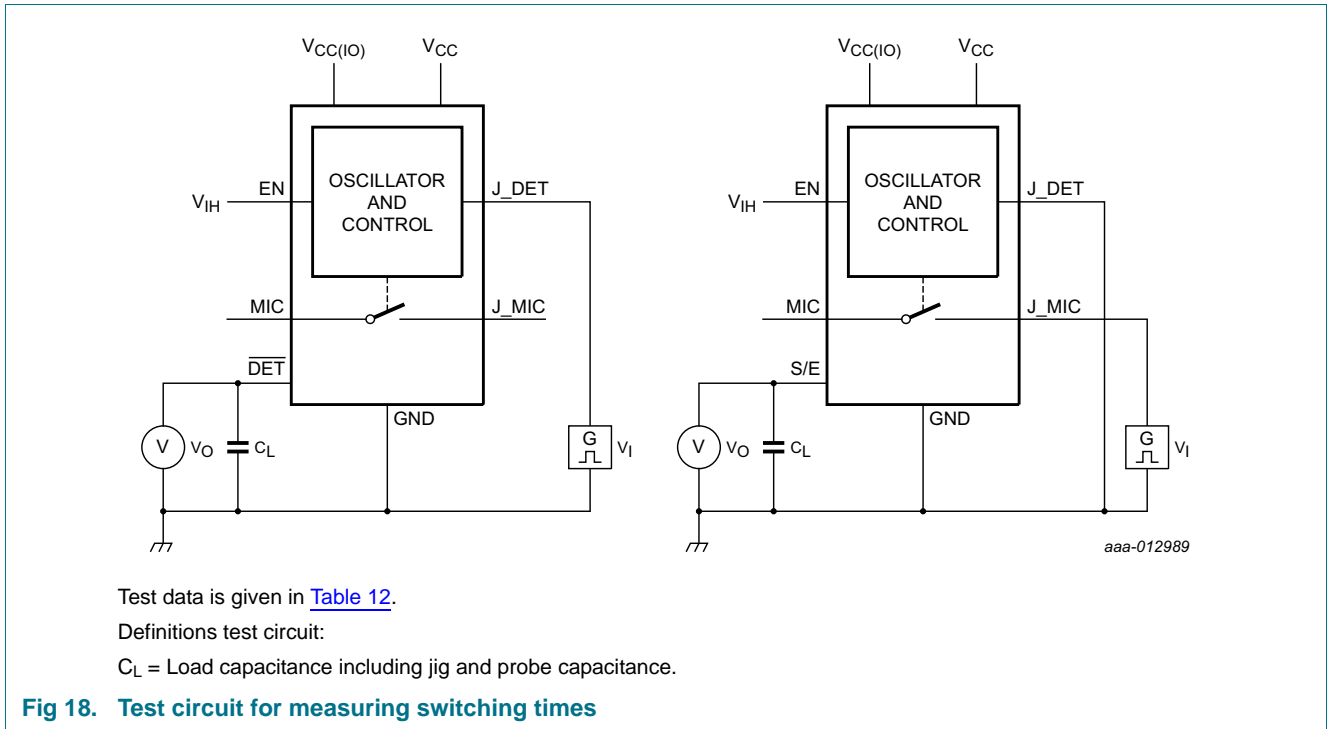 VCC(IO) VCC
EN
VIH
OSCILLATOR
AND
CONTROL
J_DET
MIC
J_MIC
DET
GND
V
VO
CL
G
VI
VCC(IO) VCC
EN
VIH
OSCILLATOR
AND
CONTROL
J_DET
MIC
J_MIC
S/E
GND
V
VO
CL
G
VI
aaa-012989
Test data is given in Table 12.
Definitions test circuit:
CL = Load capacitance including jig and probe capacitance.
Fig 18. Test circuit for measuring switching times